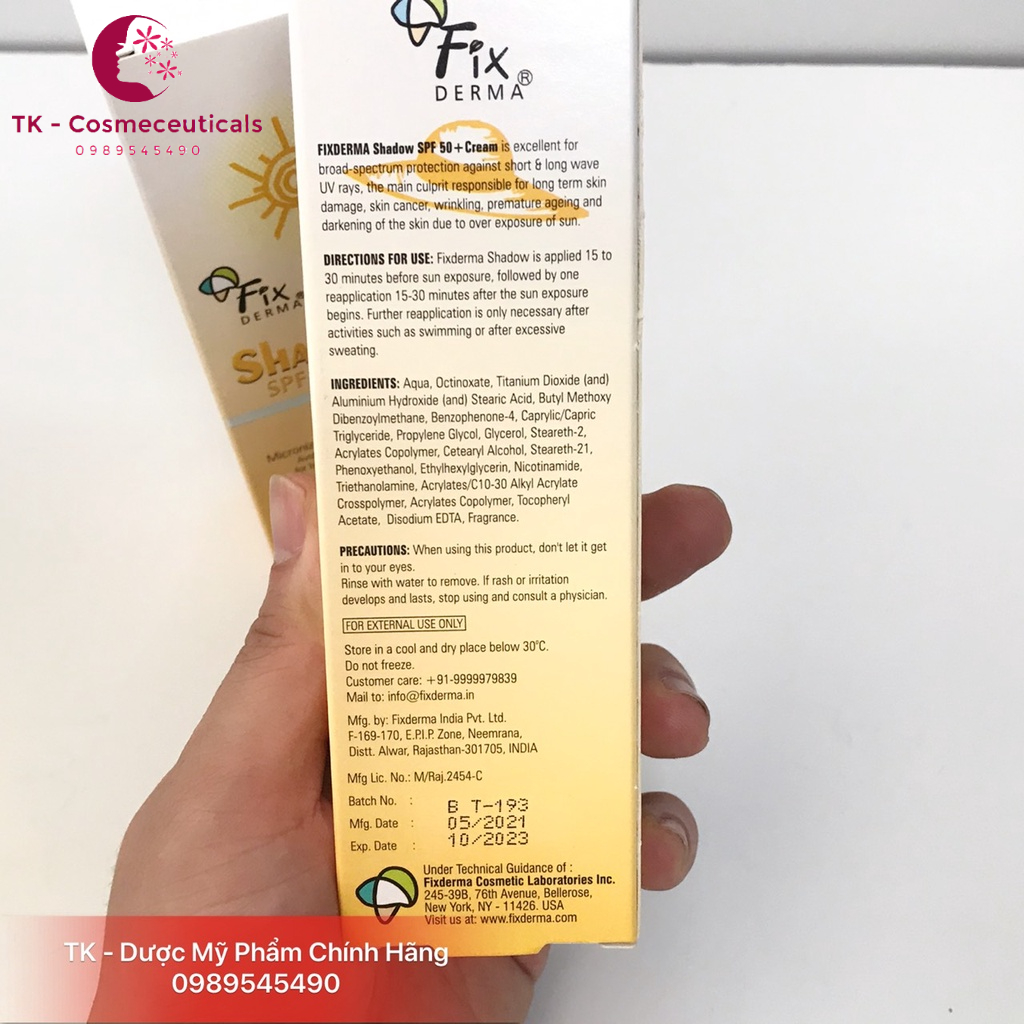 TK - Cosmeceuticals
0989545490
Fix®
DERMA
FIXDERMA Shadow SPF 50+Cream is excellent for
broad-spectrum protection against short & long wave
UV rays, the main culprit responsible for long term skin
damage, skin cancer, wrinkling, premature ageing and
darkening of the skin due to over exposure of sun.
DIRECTIONS FOR USE: Fixderma Shadow is applied 15 to
30 minutes before sun exposure, followed by one
reapplication 15-30 minutes after the sun exposure
begins. Further reapplication is only necessary after
activities such as swimming or after excessive
sweating.
INGREDIENTS: Aqua, Octinoxate, Titanium Dioxide (and)
Aluminium Hydroxide (and) Stearic Acid, Butyl Methoxy
Dibenzoylmethane, Benzophenone-4, Caprylic/Capric
Triglyceride, Propylene Glycol, Glycerol, Steareth-2,
Acrylates Copolymer, Cetearyl Alcohol, Steareth-21,
Phenoxyethanol, Ethylhexylglycerin, Nicotinamide,
Triethanolamine, Acrylates/C10-30 Alkyl Acrylate
Crosspolymer, Acrylates Copolymer, Tocopheryl
Acetate, Disodium EDTA, Fragrance.
PRECAUTIONS: When using this product, don't let it get
in to your eyes.
Rinse with water to remove. If rash or irritation
develops and lasts, stop using and consult a physician.
FOR EXTERNAL USE ONLY
Store in a cool and dry place below 30°C.
Do not freeze.
Customer care: +91-9999979839
Mail to: info@fixderma.in
Mfg. by: Fixderma India Pvt. Ltd.
F-169-170, E.P.I.P. Zone, Neemrana,
Distt. Alwar, Rajasthan-301705, INDIA
Mfg Lic. No.: M/Raj.2454-C
Batch No. : B T-193
Mfg. Date : 05/2021
Exp. Date : 10/2023
Under Technical Guidance of :
Fixderma Cosmetic Laboratories Inc.
245-39B, 76th Avenue, Bellerose,
New York, NY - 11426. USA
Visit us at: www.fixderma.com
Fix
DERMA
SPF
TK - Dược Mỹ Phẩm Chính Hãng
0989545490